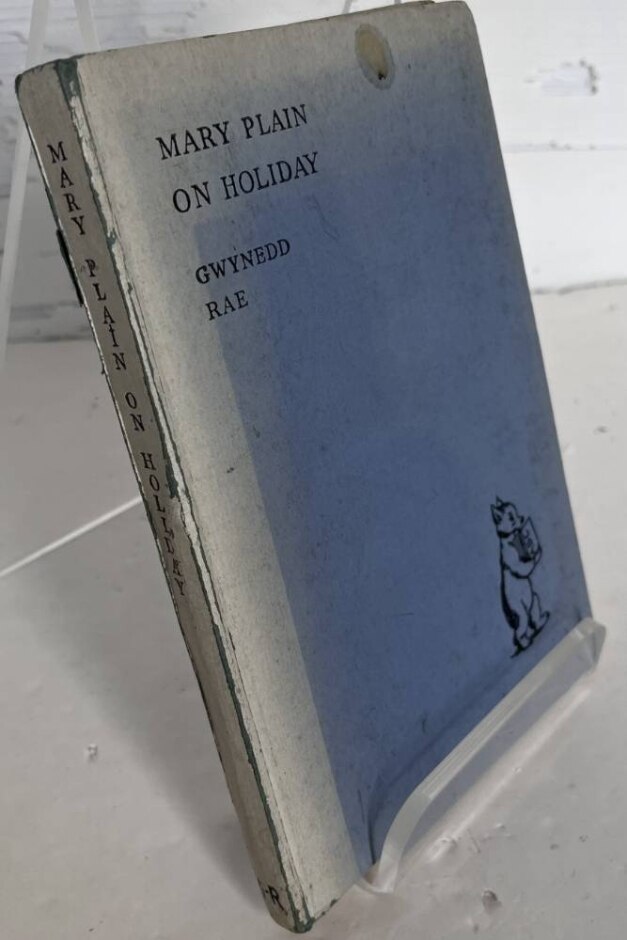 MARY PLAIN
ON HOLIDAY
GWYNEDD
RAE
MARY PLAIN ON HOLIDAY